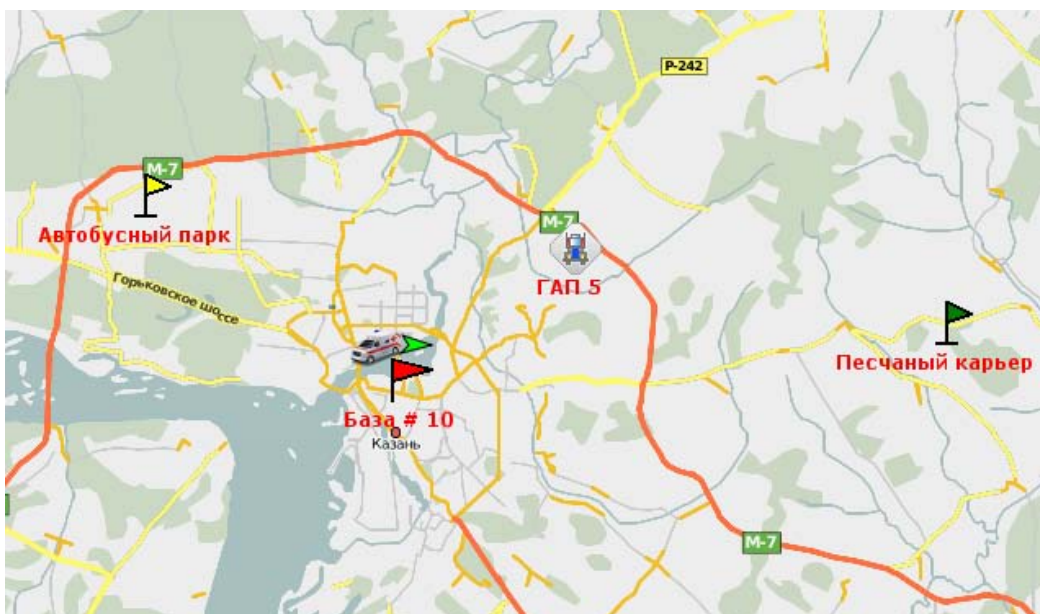 Р-242
М-7
Автобусный парк
М-7
ГАП 5
Горьковское шоссе
Песчаный карьер
База # 10
Казань
М-7